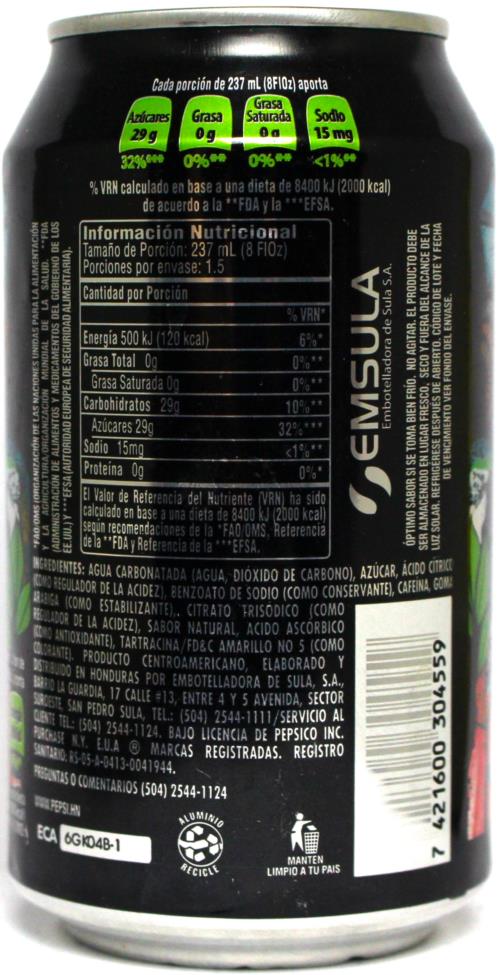 Cada porción de 237 mL (8FlOz) aporta
Azúcares
29 g
32%***
Grasa
0 g
0%**
Grasa
Saturada
0 g
0%**
Sodio
15 mg
<1%**
% VRN calculado en base a una dieta de 8400 kJ (2000 kcal)
de acuerdo a la **FDA y la ***EFSA.
Información Nutricional
Tamaño de Porción: 237 mL (8 FlOz)
Porciones por envase: 1.5
Cantidad por Porción
% VRN*
Energía 500 kJ (120 kcal) 6%*
Grasa Total 0g 0%**
Grasa Saturada 0g 0%**
Carbohidratos 29g 10%**
Azúcares 29g 32%***
Sodio 15mg <1%**
Proteína 0g 0%*
El Valor de Referencia del Nutriente (VRN) ha sido
calculado en base a una dieta de 8400 kJ (2000 kcal)
según recomendaciones de la *FAO/OMS, Referencia
de la **FDA y Referencia de la ***EFSA.
*FAO/OMS (ORGANIZACIÓN DE LAS NACIONES UNIDAS PARA LA ALIMENTACIÓN
Y LA AGRICULTURA/ORGANIZACIÓN MUNDIAL DE LA SALUD. **FDA
(ADMINISTRACIÓN DE ALIMENTOS Y MEDICAMENTOS DEL GOBIERNO DE LOS
EE.UU.) Y ***EFSA (AUTORIDAD EUROPEA DE SEGURIDAD ALIMENTARIA).
EMSULA
Embotelladora de Sula S.A.
ÓPTIMO SABOR SI SE TOMA BIEN FRÍO, NO AGITAR. EL PRODUCTO DEBE
SER ALMACENADO EN LUGAR FRESCO, SECO Y FUERA DEL ALCANCE DE LA
LUZ SOLAR. REFRIGÉRESE DESPUÉS DE ABIERTO. CÓDIGO DE LOTE Y FECHA
DE VENCIMIENTO VER FONDO DEL ENVASE.
INGREDIENTES: AGUA CARBONATADA (AGUA, DIÓXIDO DE CARBONO), AZÚCAR, ÁCIDO CÍTRICO
(COMO REGULADOR DE LA ACIDEZ), BENZOATO DE SODIO (COMO CONSERVANTE), CAFEÍNA, GOMA
ARÁBIGA (COMO ESTABILIZANTE), CITRATO TRISÓDICO (COMO
REGULADOR DE LA ACIDEZ), SABOR NATURAL, ÁCIDO ASCÓRBICO
(COMO ANTIOXIDANTE), TARTRACINA/FD&C AMARILLO NO 5 (COMO
COLORANTE). PRODUCTO CENTROAMERICANO, ELABORADO Y
DISTRIBUIDO EN HONDURAS POR EMBOTELLADORA DE SULA, S.A.,
BARRIO LA GUARDIA, 17 CALLE #13, ENTRE 4 Y 5 AVENIDA, SECTOR
SUROESTE, SAN PEDRO SULA, TEL.: (504) 2544-1111/SERVICIO AL
CLIENTE TEL.: (504) 2544-1124. BAJO LICENCIA DE PEPSICO INC.
PURCHASE N.Y. E.U.A ® MARCAS REGISTRADAS. REGISTRO
SANITARIO: RS-05-A-0413-0041944.
PREGUNTAS O COMENTARIOS (504) 2544-1124
WWW.PEPSI.HN
ECA 6GK04B-1
ALUMINIO
RECICLE
MANTEN
LIMPIO A TU PAIS
7 421600 304559